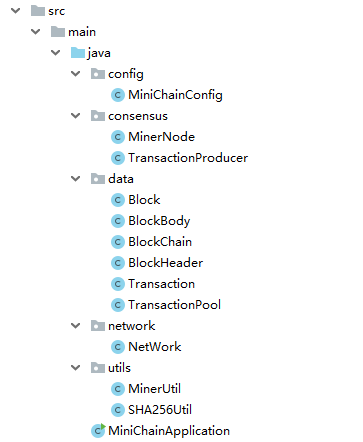 src
main
java
config
MiniChainConfig
consensus
MinerNode
TransactionProducer
data
Block
BlockBody
BlockChain
BlockHeader
Transaction
TransactionPool
network
NetWork
utils
MinerUtil
SHA256Util
MiniChainApplication